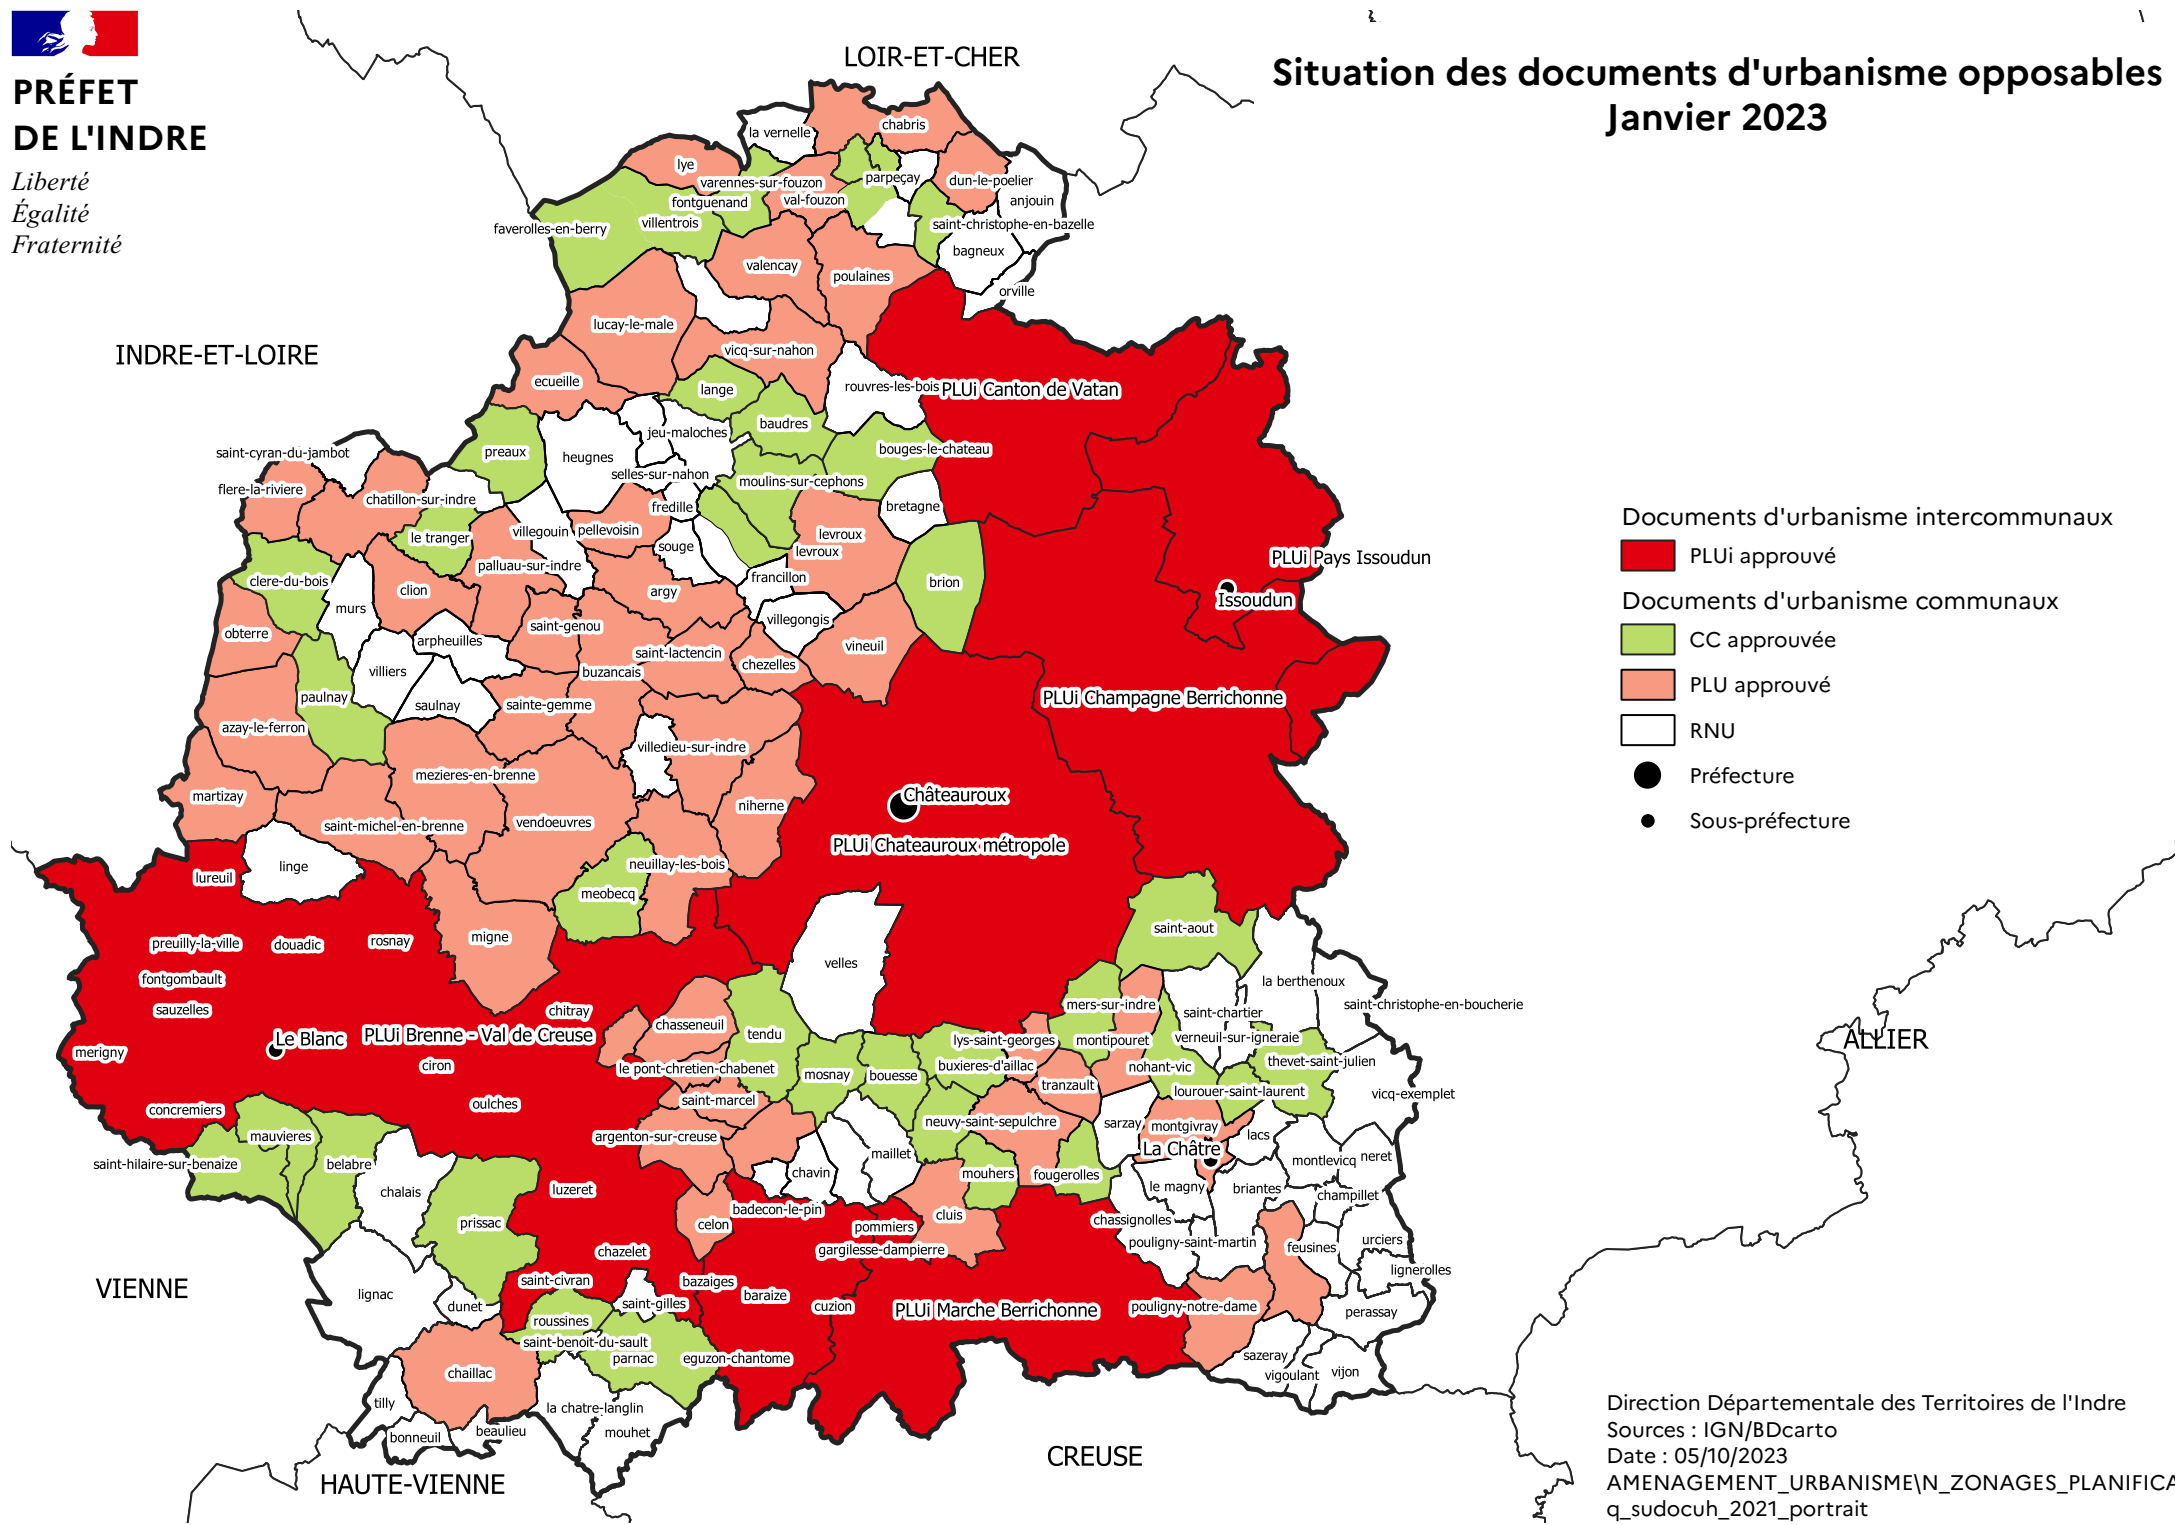 PRÉFET
DE L'INDRE
Liberté
Égalité
Fraternité
Situation des documents d'urbanisme opposables
Janvier 2023
LOIR-ET-CHER
INDRE-ET-LOIRE
VIENNE
HAUTE-VIENNE
CREUSE
ALLIER
la vernelle
chabris
lye
varennes-sur-fouzon
parpeçay
dun-le-poelier
fontguenand
val-fouzon
anjouin
faverolles-en-berry
villentrois
saint-christophe-en-bazelle
bagneux
valencay
poulaines
orville
lucay-le-male
vicq-sur-nahon
ecueille
lange
rouvres-les-bois
PLUi Canton de Vatan
baudres
jeu-maloches
preaux
heugnes
bouges-le-chateau
saint-cyran-du-jambot
selles-sur-nahon
moulins-sur-cephons
flere-la-riviere
chatillon-sur-indre
fredille
bretagne
le tranger
villegouin
pellevoisin
levroux
souge
levroux
PLUi Pays Issoudun
palluau-sur-indre
francillon
clere-du-bois
clion
argy
brion
Issoudun
murs
villegongis
obterre
arpheuilles
saint-genou
saint-lactencin
vineuil
villiers
buzancais
chezelles
paulnay
saulnay
sainte-gemme
PLUi Champagne Berrichonne
azay-le-ferron
villedieu-sur-indre
mezieres-en-brenne
martizay
niherne
Châteauroux
saint-michel-en-brenne
vendoeuvres
PLUi Chateauroux métropole
linge
neuillay-les-bois
lureuil
meobecq
preuilly-la-ville
douadic
rosnay
migne
saint-aout
velles
fontgombault
la berthenoux
sauzelles
chitray
mers-sur-indre
saint-christophe-en-boucherie
saint-chartier
chasseneuil
tendu
Le Blanc
PLUi Brenne - Val de Creuse
lys-saint-georges
montipouret
verneuil-sur-igneraie
merigny
ciron
le pont-chretien-chabenet
mosnay
bouesse
buxieres-d'aillac
nohant-vic
thevet-saint-julien
tranzault
lourouer-saint-laurent
vicq-exemplet
oulches
saint-marcel
concremiers
neuvy-saint-sepulchre
sarzay
montgivray
mauvieres
argenton-sur-creuse
lacs
La Châtre
maillet
saint-hilaire-sur-benaize
belabre
chavin
mouhers
fougerolles
montlevicq
neret
chalais
luzeret
le magny
briantes
champillet
badecon-le-pin
prissac
celon
pommiers
cluis
chassignolles
gargilesse-dampierre
pouligny-saint-martin
feusines
urciers
chazelet
lignerolles
saint-civran
bazaiges
baraize
lignac
dunet
saint-gilles
cuzion
PLUi Marche Berrichonne
pouligny-notre-dame
perassay
roussines
saint-benoit-du-sault
parnac
eguzon-chantome
sazeray
chaillac
vigoulant
vijon
tilly
la chatre-langlin
bonneuil
beaulieu
mouhet
Documents d'urbanisme intercommunaux
PLUi approuvé
Documents d'urbanisme communaux
CC approuvée
PLU approuvé
RNU
Préfecture
Sous-préfecture
Direction Départementale des Territoires de l'Indre
Sources : IGN/BDcarto
Date : 05/10/2023
AMENAGEMENT_URBANISME\N_ZONAGES_PLANIFICA
q_sudocuh_2021_portrait